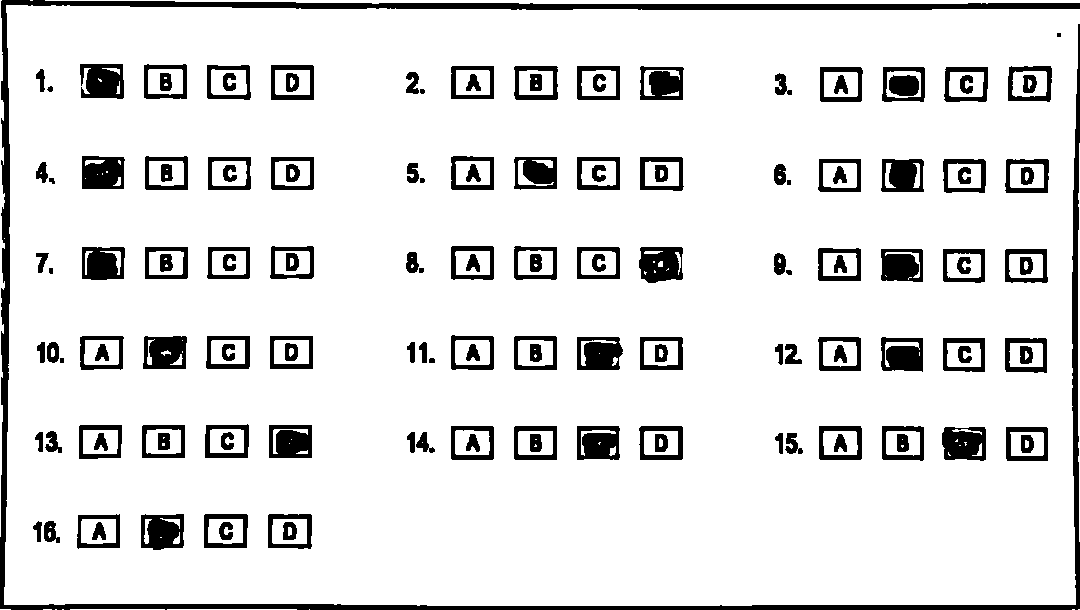 1. B C D 2. A B C 3. A C D
4. B C D 5. A C D 6. A C D
7. B C D 8. A B C 9. A C D
10. A C D 11. A B D 12. A C D
13. A B C 14. A B D 15. A B D
16. A C D